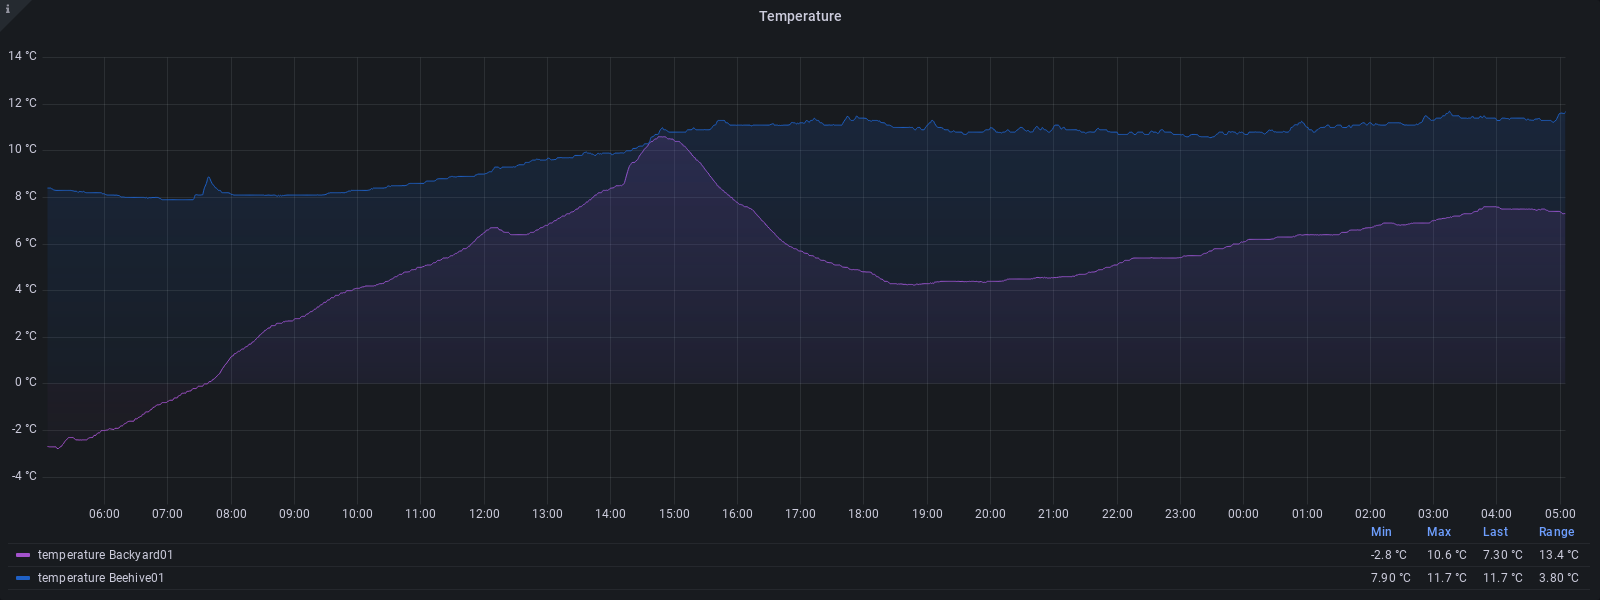 i
Temperature
14 °C
12 °C
10 °C
8 °C
6 °C
4 °C
2 °C
0 °C
-2 °C
-4 °C
06:00 07:00 08:00 09:00 10:00 11:00 12:00 13:00 14:00 15:00 16:00 17:00 18:00 19:00 20:00 21:00 22:00 23:00 00:00 01:00 02:00 03:00 04:00 05:00
Min Max Last Range
temperature Backyard01 -2.8 °C 10.6 °C 7.30 °C 13.4 °C
temperature Beehive01 7.90 °C 11.7 °C 11.7 °C 3.80 °C